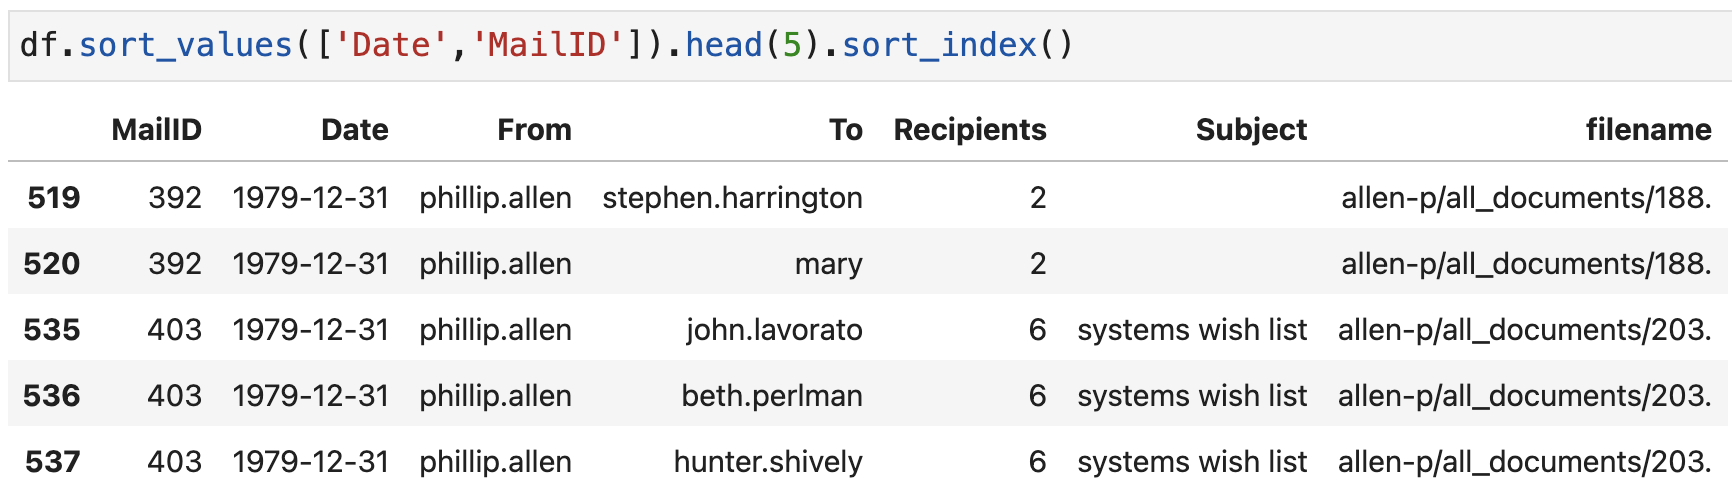 df.sort_values(['Date','MailID']).head(5).sort_index()
MailID Date From To Recipients Subject filename
519 392 1979-12-31 phillip.allen stephen.harrington 2 allen-p/all_documents/188.
520 392 1979-12-31 phillip.allen mary 2 allen-p/all_documents/188.
535 403 1979-12-31 phillip.allen john.lavorato 6 systems wish list allen-p/all_documents/203.
536 403 1979-12-31 phillip.allen beth.perlman 6 systems wish list allen-p/all_documents/203.
537 403 1979-12-31 phillip.allen hunter.shively 6 systems wish list allen-p/all_documents/203.